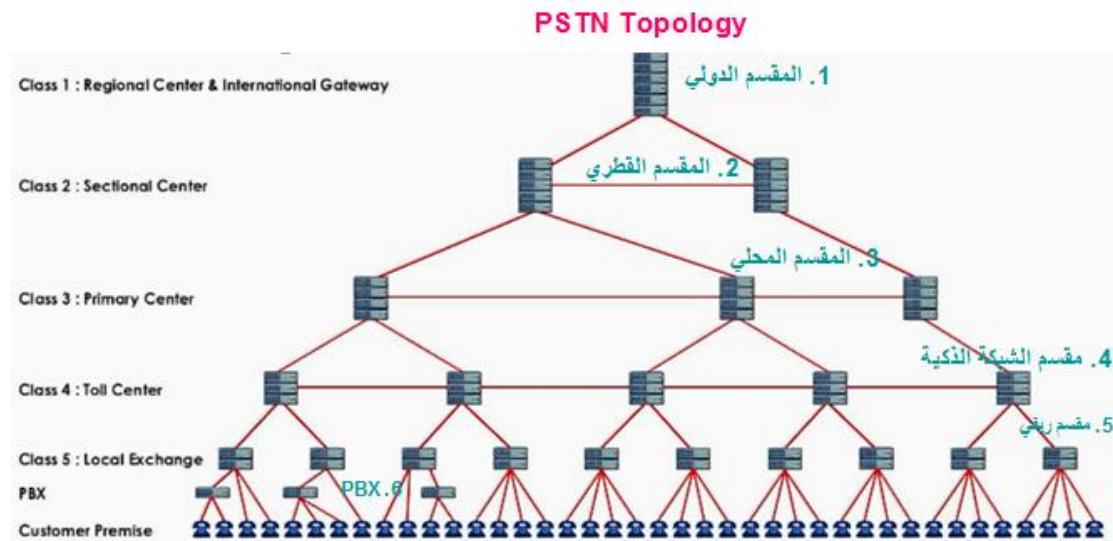 PSTN Topology
Class 1 : Regional Center & International Gateway
1. المقسم الدولي
2. المقسم القطري
Class 2 : Sectional Center
3. المقسم المحلي
Class 3 : Primary Center
4. مقسم الشبكة الذكية
Class 4 : Toll Center
5. مقسم ريفي
Class 5 : Local Exchange
PBX
PBX .6
Customer Premise